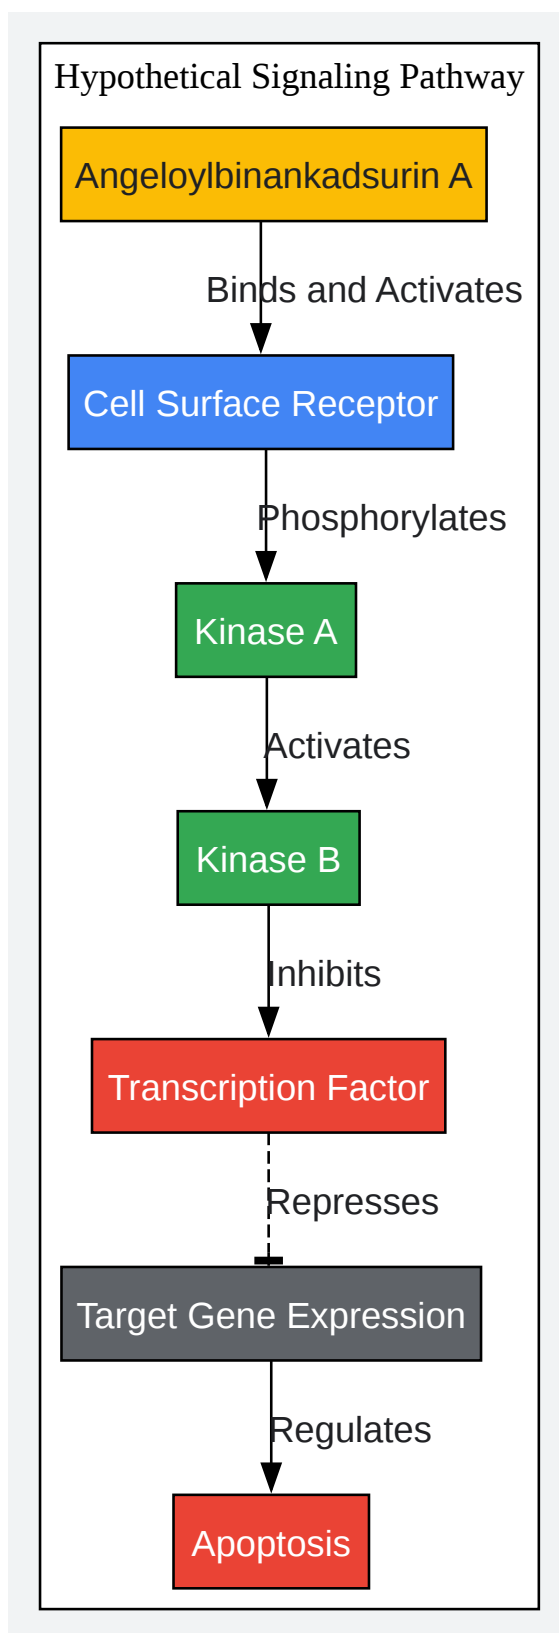 Hypothetical Signaling Pathway
Angeloylbinankadsurin A
Binds and Activates
Cell Surface Receptor
Phosphorylates
Kinase A
Activates
Kinase B
Inhibits
Transcription Factor
Represses
Target Gene Expression
Regulates
Apoptosis